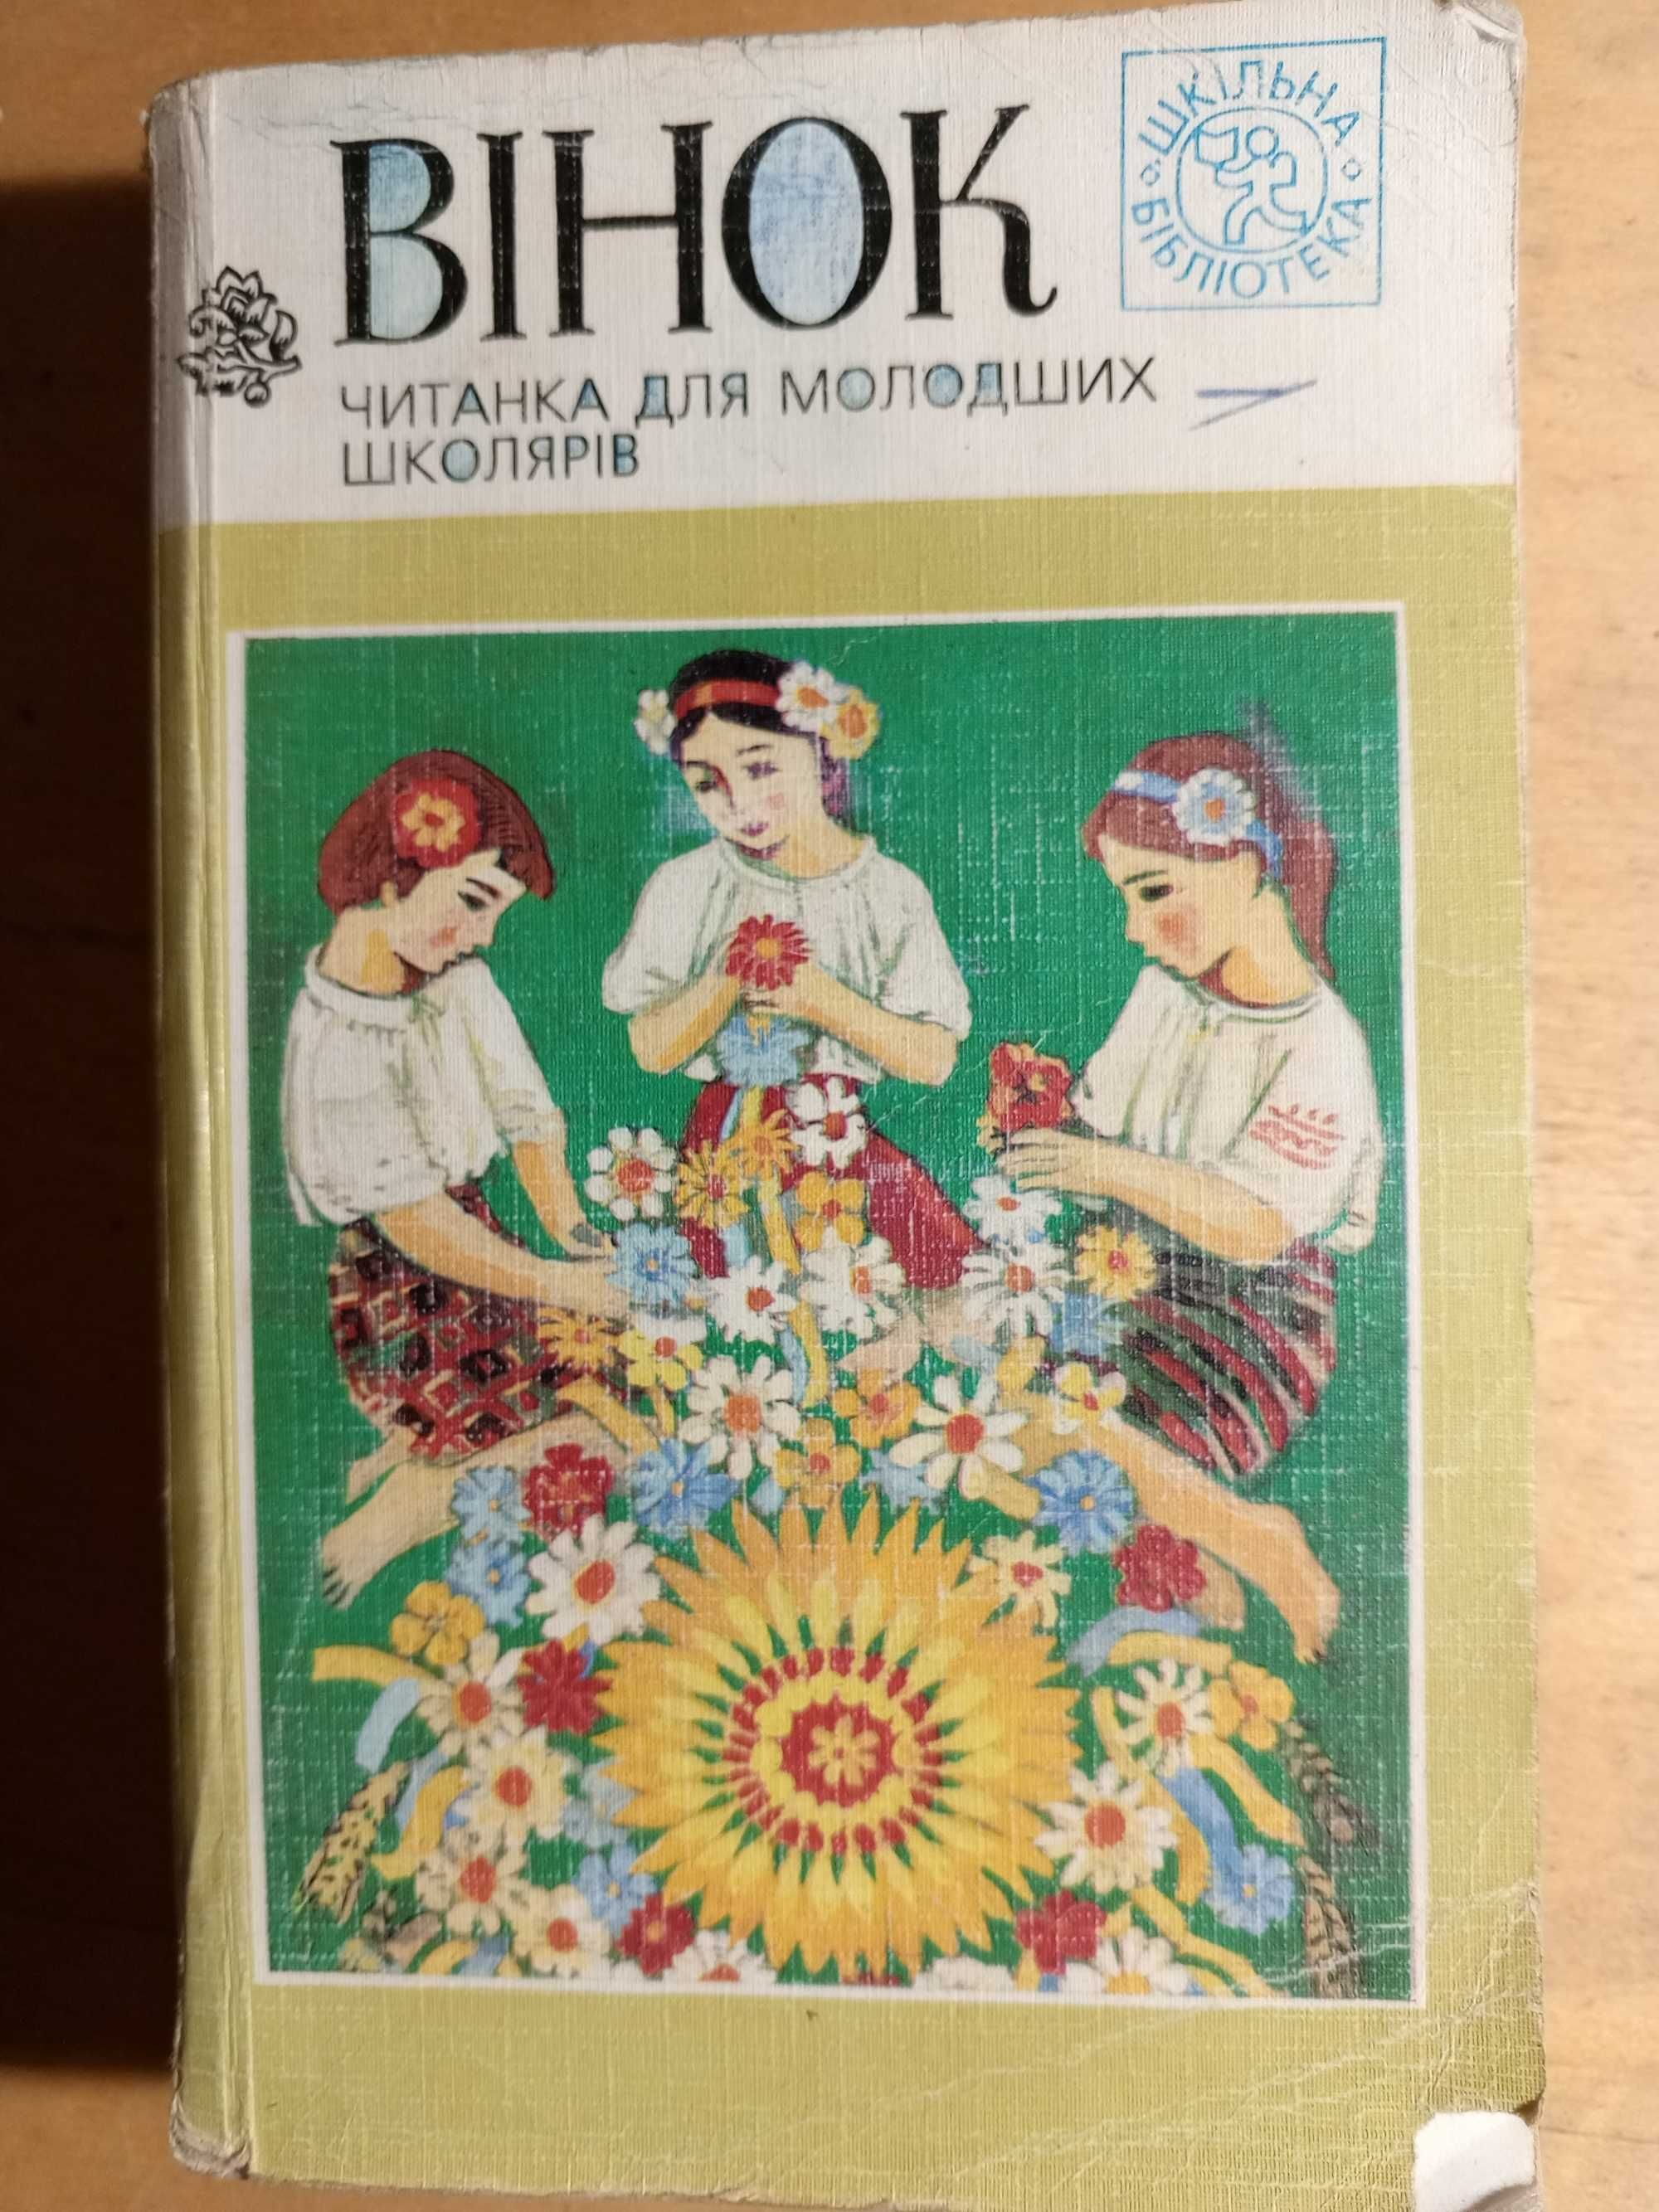 ВІНОК
ШКІЛЬНА
БІБЛІОТЕКА
ЧИТАНКА ДЛЯ МОЛОДШИХ
ШКОЛЯРІВ